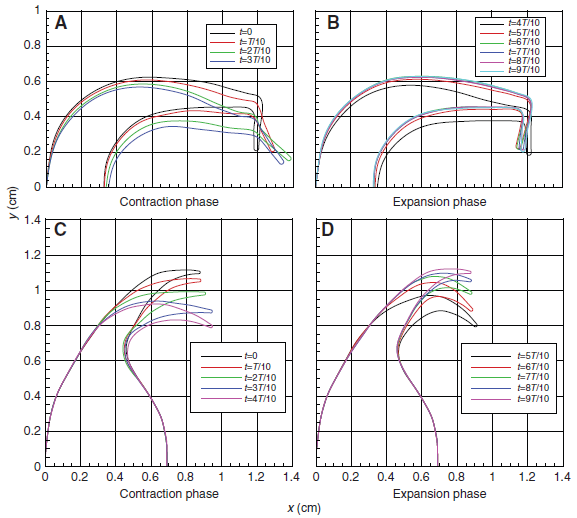 A
B
t=0
t=T/10
t=2T/10
t=3T/10
t=4T/10
t=5T/10
t=6T/10
t=7T/10
t=8T/10
t=9T/10
1
0.8
0.6
0.4
0.2
0
Contraction phase
Expansion phase
y (cm)
C
D
1.4
1.2
1
0.8
0.6
0.4
0.2
0
t=0
t=T/10
t=2T/10
t=3T/10
t=4T/10
t=5T/10
t=6T/10
t=7T/10
t=8T/10
t=9T/10
0 0.2 0.4 0.6 0.8 1 1.2 1.4
0 0.2 0.4 0.6 0.8 1 1.2 1.4
Contraction phase
Expansion phase
x (cm)